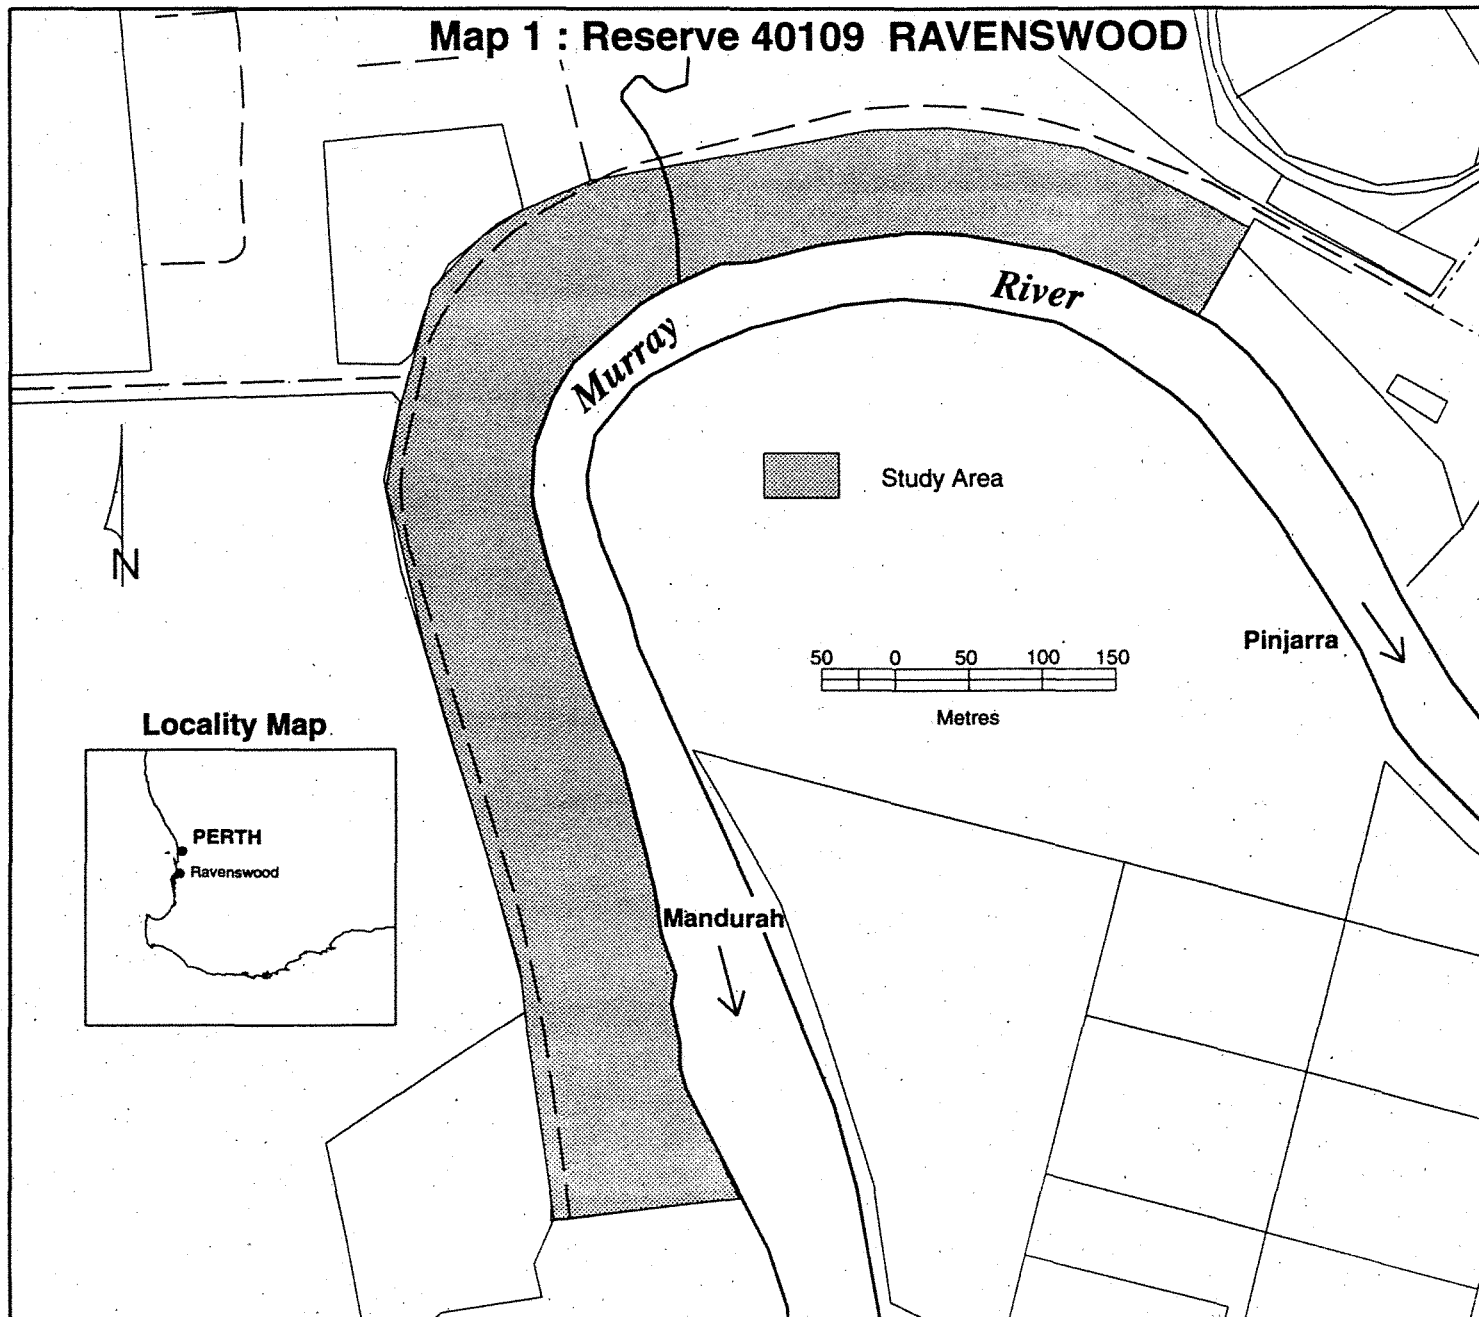 Map 1 : Reserve 40109 RAVENSWOOD
River
Murray
Study Area
N
Pinjarra
50 0 50 100 150
Metres
Locality Map
PERTH
Ravenswood
Mandurah